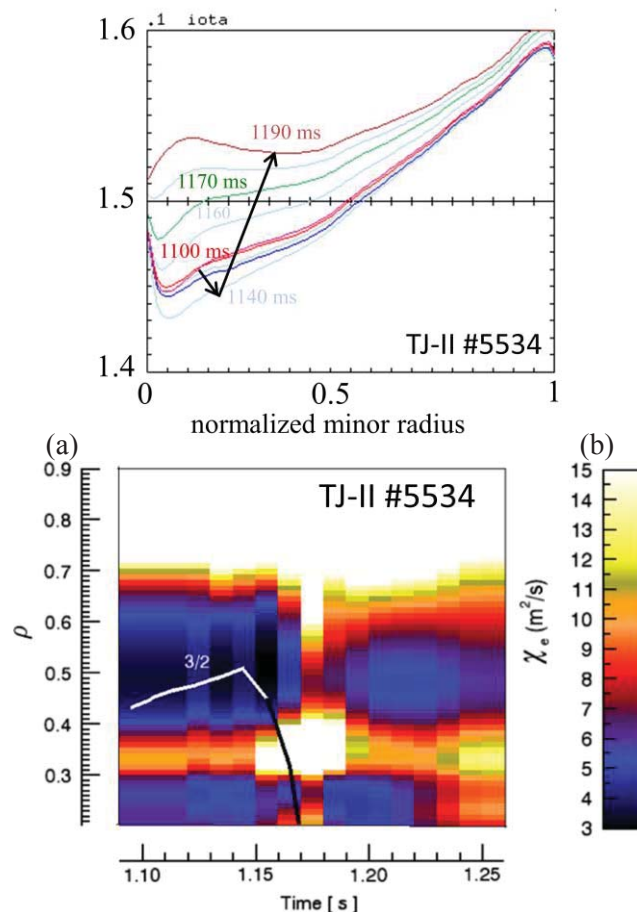 .1 iota
1.6
1190 ms
1170 ms
1.5
1160
1100 ms
1140 ms
TJ-II #5534
1.4
0 0.5 1
normalized minor radius
(a) (b)
TJ-II #5534
0.9
0.8
0.7
0.6
0.5
0.4
0.3
ρ
3/2
15
14
13
12
11
10
9
8
7
6
5
4
3
χe (m²/s)
1.10 1.15 1.20 1.25
Time [ s ]